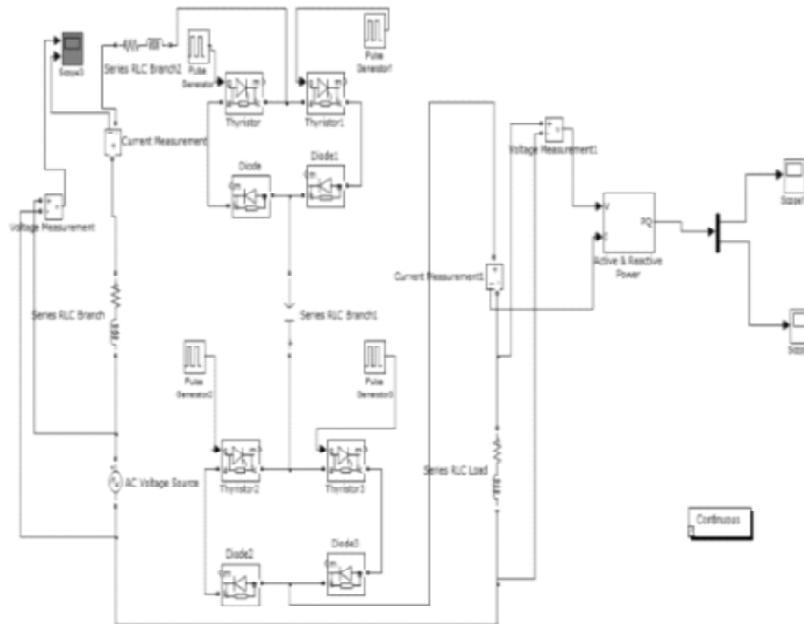 Series RLC Branch2
Pulse
Generator
Pulse
Generator1
Scope3
Thyristor
Thyristor1
Current Measurement
Diode
Diode1
Voltage Measurement1
Voltage Measurement
PQ
Active & Reactive
Power
Current Measurement1
Series RLC Branch
Series RLC Branch1
Pulse
Generator2
Pulse
Generator3
Series RLC Load
AC Voltage Source
Thyristor2
Thyristor3
Continuous
Diode2
Diode3